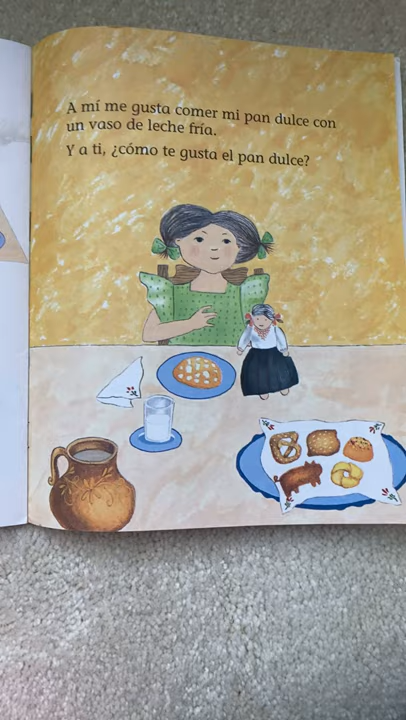 A mí me gusta comer mi pan dulce con
un vaso de leche fría.
Y a ti, ¿cómo te gusta el pan dulce?